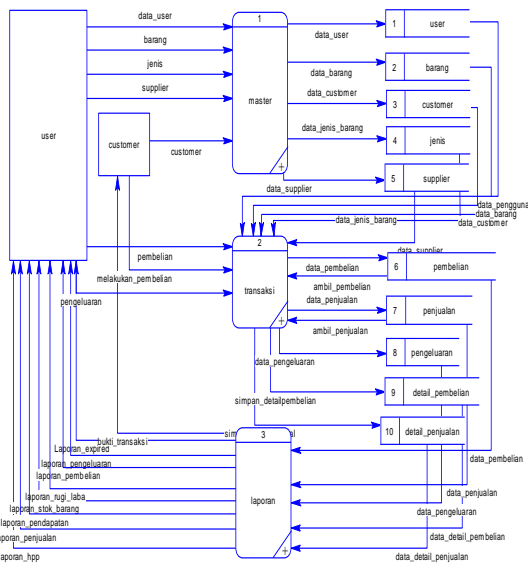 data_user
barang
jenis
supplier
user
customer
customer
1
master
data_user
data_barang
data_customer
data_jenis_barang
data_supplier
1 user
2 barang
3 customer
4 jenis
5 supplier
data_pengguna
data_barang
data_customer
data_jenis_barang
data_supplier
pembelian
melakukan_pembelian
pengeluaran
2
transaksi
data_pembelian
ambil_pembelian
data_penjualan
ambil_penjualan
data_pengeluaran
simpan_detailpembelian
6 pembelian
7 penjualan
8 pengeluaran
9 detail_pembelian
10 detail_penjualan
3
laporan
bukti_transaksi
Laporan_expired
laporan_pengeluaran
laporan_pembelian
laporan_rugi_laba
laporan_stok_barang
laporan_pendapatan
aporan_penjualan
aporan_hpp
data_pembelian
data_penjualan
data_pengeluaran
data_detail_pembelian
data_detail_penjualan